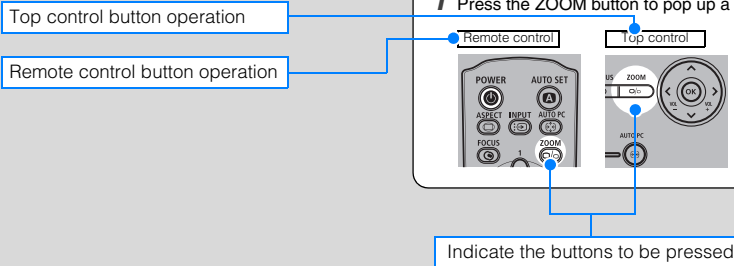 Top control button operation
Press the ZOOM button to pop up a
Remote control
Top control
Remote control button operation
POWER AUTO SET
ASPECT INPUT AUTO PC
FOCUS 1 ZOOM
US ZOOM
OK
VOL − VOL +
AUTO PC
Indicate the buttons to be pressed